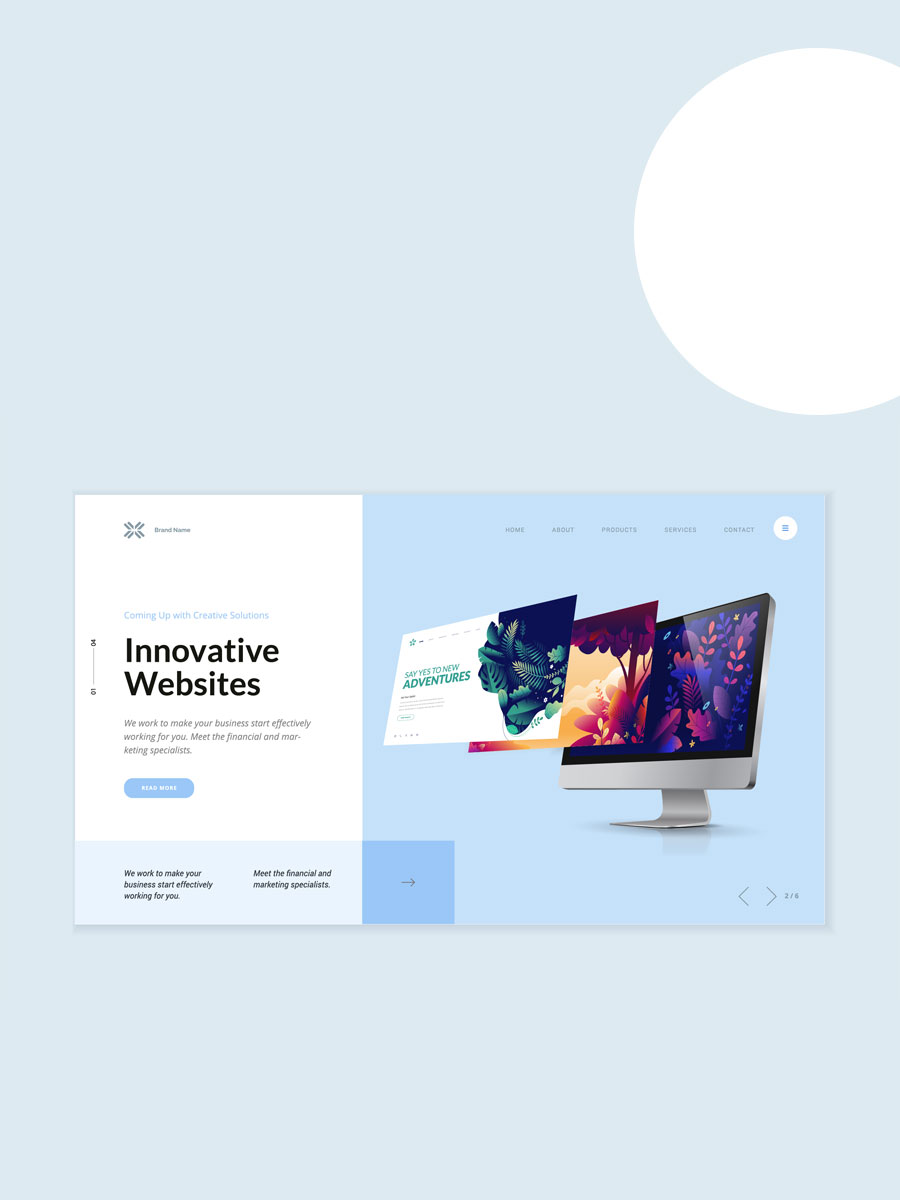 Brand Name
HOME ABOUT PRODUCTS SERVICES CONTACT
Coming Up with Creative Solutions
Innovative
Websites
04
01
We work to make your business start effectively
working for you. Meet the financial and mar-
keting specialists.
READ MORE
SAY YES TO NEW
ADVENTURES
We work to make your
business start effectively
working for you.
Meet the financial and
marketing specialists.
2 / 6